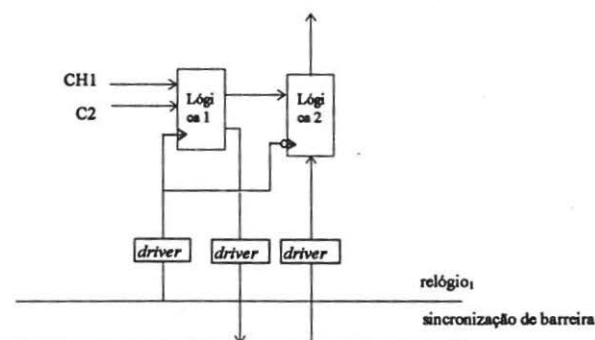 CH1
C2
Lógi
ca 1
Lógi
ca 2
driver
driver
driver
relógio₁
sincronização de barreira